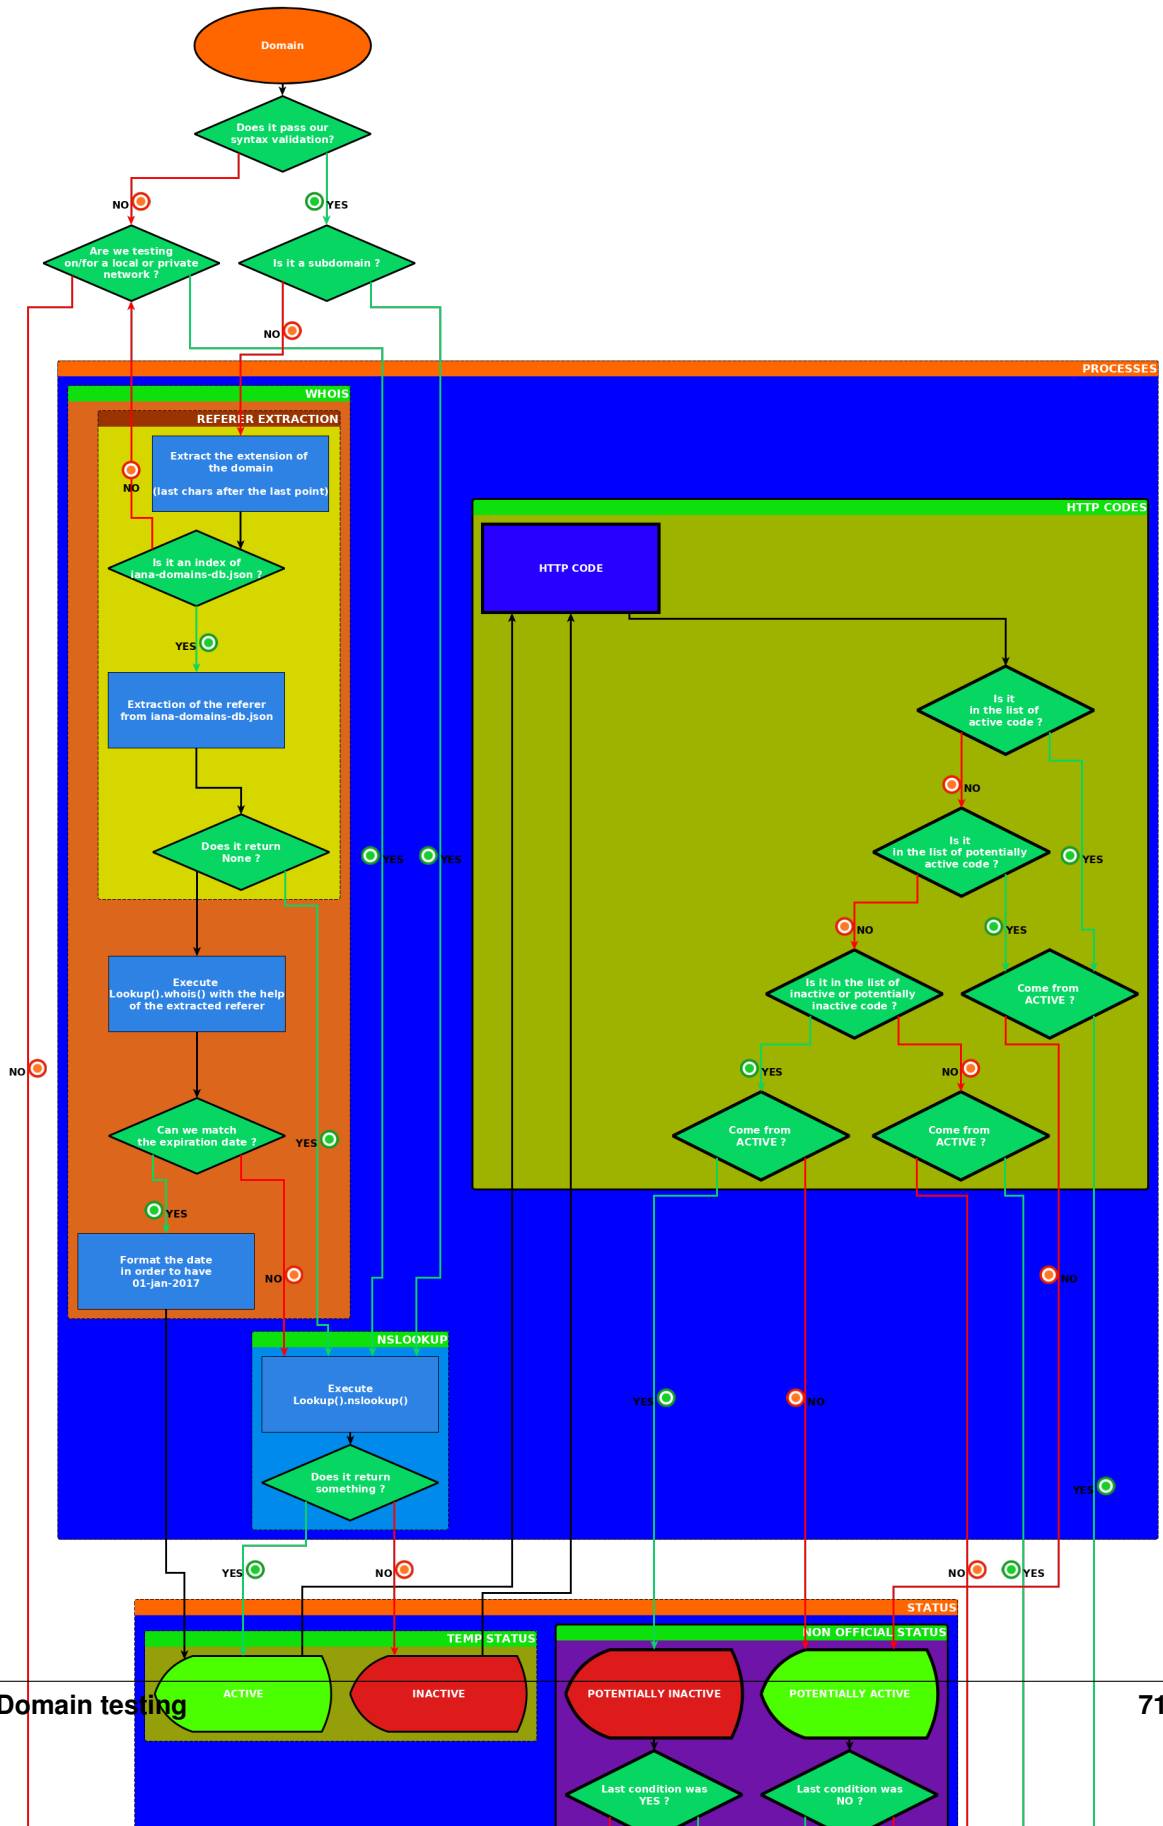 Domain
Does it pass our
syntax validation?
NO
YES
Are we testing
on/for a local or private
network ?
Is it a subdomain ?
NO
PROCESSES
WHOIS
REFERER EXTRACTION
Extract the extension of
the domain
(last chars after the last point)
NO
HTTP CODES
HTTP CODE
Is it an index of
iana-domains-db.json ?
YES
Extraction of the referer
from iana-domains-db.json
Is it
in the list of
active code ?
NO
Does it return
None ?
YES
YES
Is it
in the list of potentially
active code ?
YES
NO
YES
Execute
Lookup().whois() with the help
of the extracted referer
Is it in the list of
inactive or potentially
inactive code ?
Come from
ACTIVE ?
NO
YES
NO
Can we match
the expiration date ?
YES
Come from
ACTIVE ?
Come from
ACTIVE ?
YES
Format the date
in order to have
01-jan-2017
NO
NO
NSLOOKUP
Execute
Lookup().nslookup()
YES
NO
Does it return
something ?
YES
YES
NO
NO
YES
STATUS
TEMP STATUS
NON OFFICIAL STATUS
ACTIVE
INACTIVE
POTENTIALLY INACTIVE
POTENTIALLY ACTIVE
Domain testing
71
Last condition was
YES ?
Last condition was
NO ?